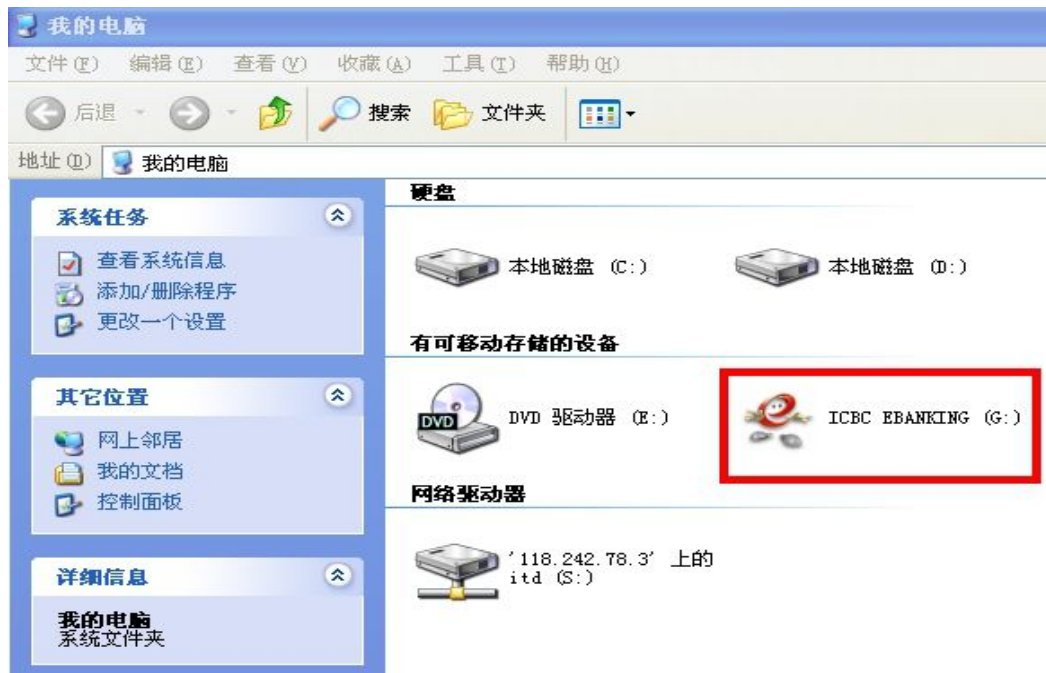 我的电脑
文件(F) 编辑(E) 查看(V) 收藏(A) 工具(T) 帮助(H)
后退 搜索 文件夹
地址(D) 我的电脑
系统任务
查看系统信息
添加/删除程序
更改一个设置
其它位置
网上邻居
我的文档
控制面板
详细信息
我的电脑
系统文件夹
硬盘
本地磁盘 (C:) 本地磁盘 (D:)
有可移动存储的设备
DVD
DVD 驱动器 (E:) ICBC EBANKING (G:)
网络驱动器
'118.242.78.3' 上的
itd (S:)